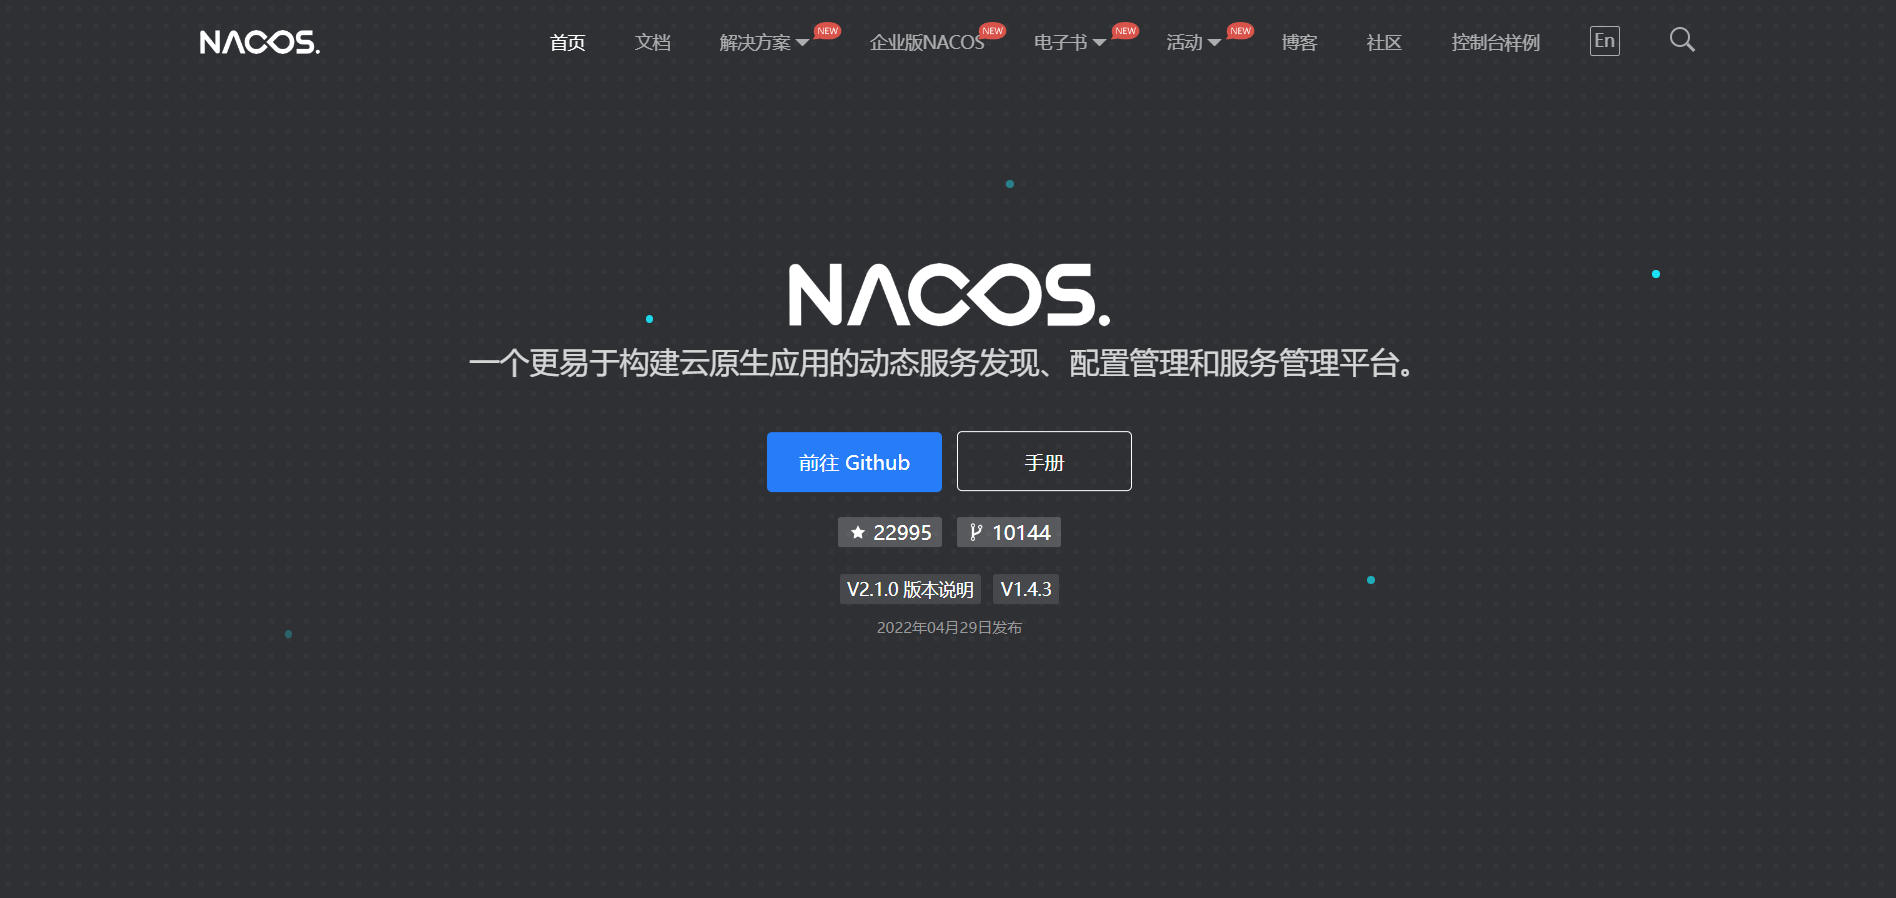 NACOS. 首页 文档 解决方案 NEW 企业版NACOS NEW 电子书 NEW 活动 NEW 博客 社区 控制台样例 En
NACOS.
一个更易于构建云原生应用的动态服务发现、配置管理和服务管理平台。
前往 Github 手册
22995 10144
V2.1.0 版本说明 V1.4.3
2022年04月29日发布